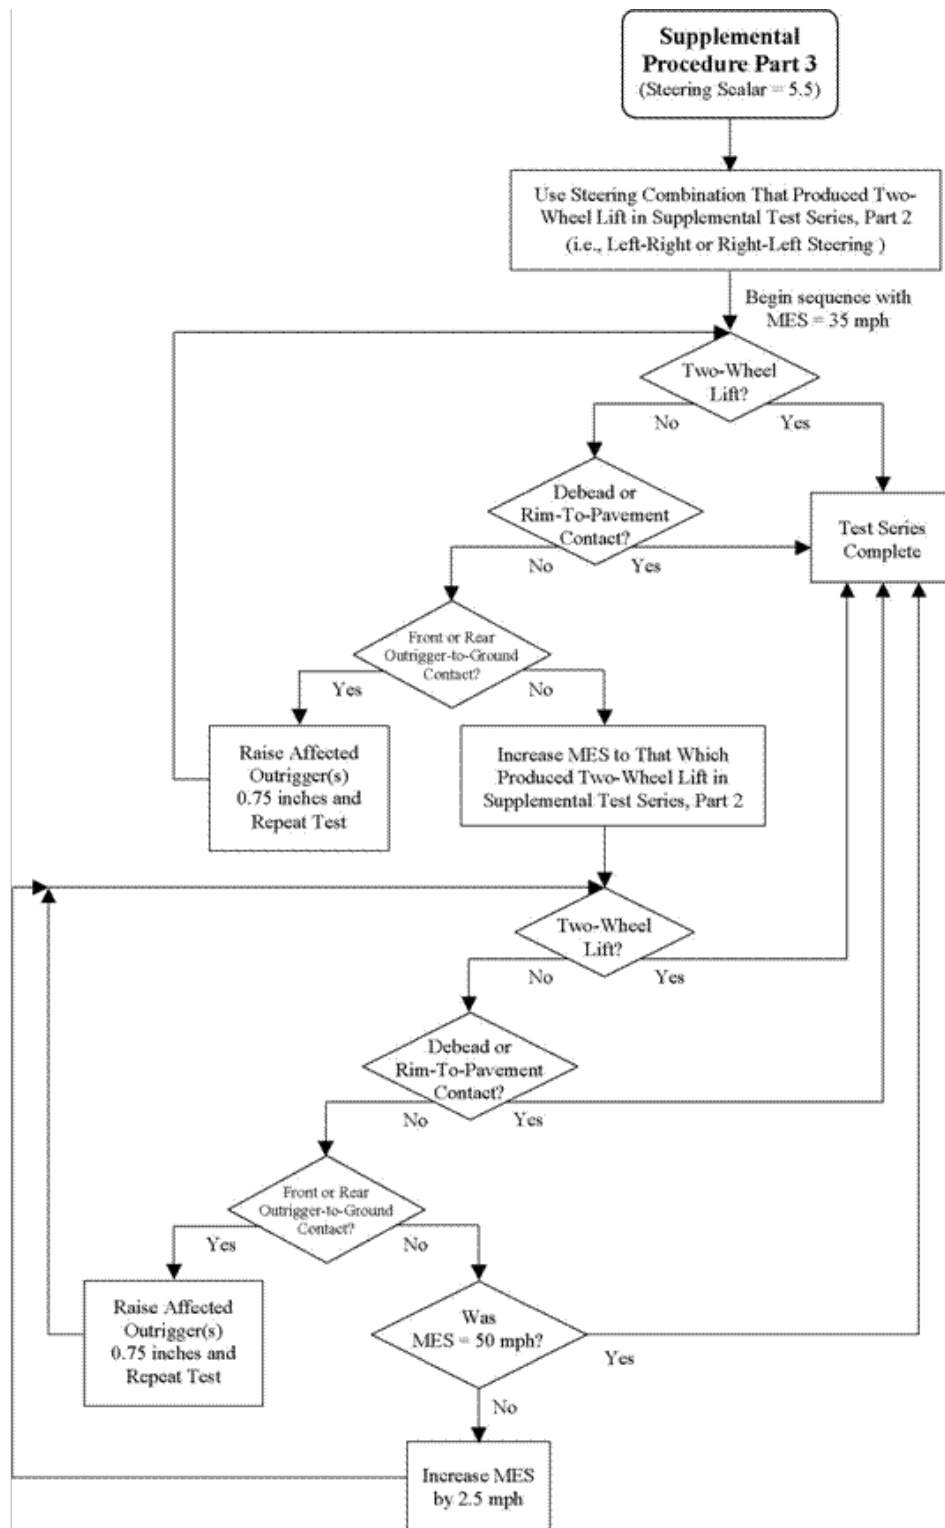 Supplemental
Procedure Part 3
(Steering Scalar = 5.5)
Use Steering Combination That Produced Two-
Wheel Lift in Supplemental Test Series, Part 2
(i.e., Left-Right or Right-Left Steering )
Begin sequence with
MES = 35 mph
Two-Wheel
Lift?
No
Yes
Debead or
Rim-To-Pavement
Contact?
Test Series
Complete
No
Yes
Front or Rear
Outrigger-to-Ground
Contact?
Yes
No
Raise Affected
Outrigger(s)
0.75 inches and
Repeat Test
Increase MES to That Which
Produced Two-Wheel Lift in
Supplemental Test Series, Part 2
Two-Wheel
Lift?
No
Yes
Debead or
Rim-To-Pavement
Contact?
No
Yes
Front or Rear
Outrigger-to-Ground
Contact?
Yes
No
Raise Affected
Outrigger(s)
0.75 inches and
Repeat Test
Was
MES = 50 mph?
Yes
No
Increase MES
by 2.5 mph